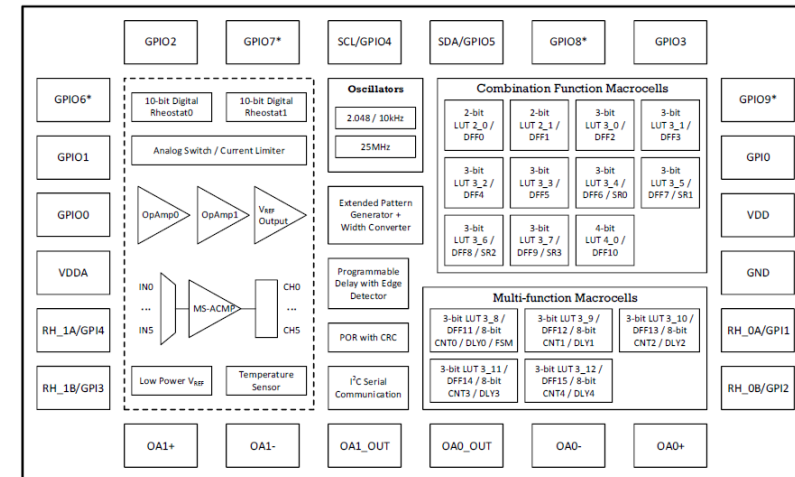 GPIO2
GPIO7*
SCL/GPIO4
SDA/GPIO5
GPIO8*
GPIO3
GPIO6*
GPIO1
GPIO0
VDDA
RH_1A/GPI4
RH_1B/GPI3
10-bit Digital
Rheostat0
10-bit Digital
Rheostat1
Analog Switch / Current Limiter
OpAmp0
OpAmp1
VREF
Output
IN0
...
IN5
MS-ACMP
CH0
...
CH5
Low Power VREF
Temperature
Sensor
Oscillators
2.048 / 10kHz
25MHz
Extended Pattern
Generator +
Width Converter
Programmable
Delay with Edge
Detector
POR with CRC
I2C Serial
Communication
Combination Function Macrocells
2-bit
LUT 2_0 /
DFF0
2-bit
LUT 2_1 /
DFF1
3-bit
LUT 3_0 /
DFF2
3-bit
LUT 3_1 /
DFF3
3-bit
LUT 3_2 /
DFF4
3-bit
LUT 3_3 /
DFF5
3-bit
LUT 3_4 /
DFF6 / SR0
3-bit
LUT 3_5 /
DFF7 / SR1
3-bit
LUT 3_6 /
DFF8 / SR2
3-bit
LUT 3_7 /
DFF9 / SR3
4-bit
LUT 4_0 /
DFF10
Multi-function Macrocells
3-bit LUT 3_8 /
DFF11 / 8-bit
CNT0 / DLY0 / FSM
3-bit LUT 3_9 /
DFF12 / 8-bit
CNT1 / DLY1
3-bit LUT 3_10 /
DFF13 / 8-bit
CNT2 / DLY2
3-bit LUT 3_11 /
DFF14 / 8-bit
CNT3 / DLY3
3-bit LUT 3_12 /
DFF15 / 8-bit
CNT4 / DLY4
GPIO9*
GPI0
VDD
GND
RH_0A/GPI1
RH_0B/GPI2
OA1+
OA1-
OA1_OUT
OA0_OUT
OA0-
OA0+